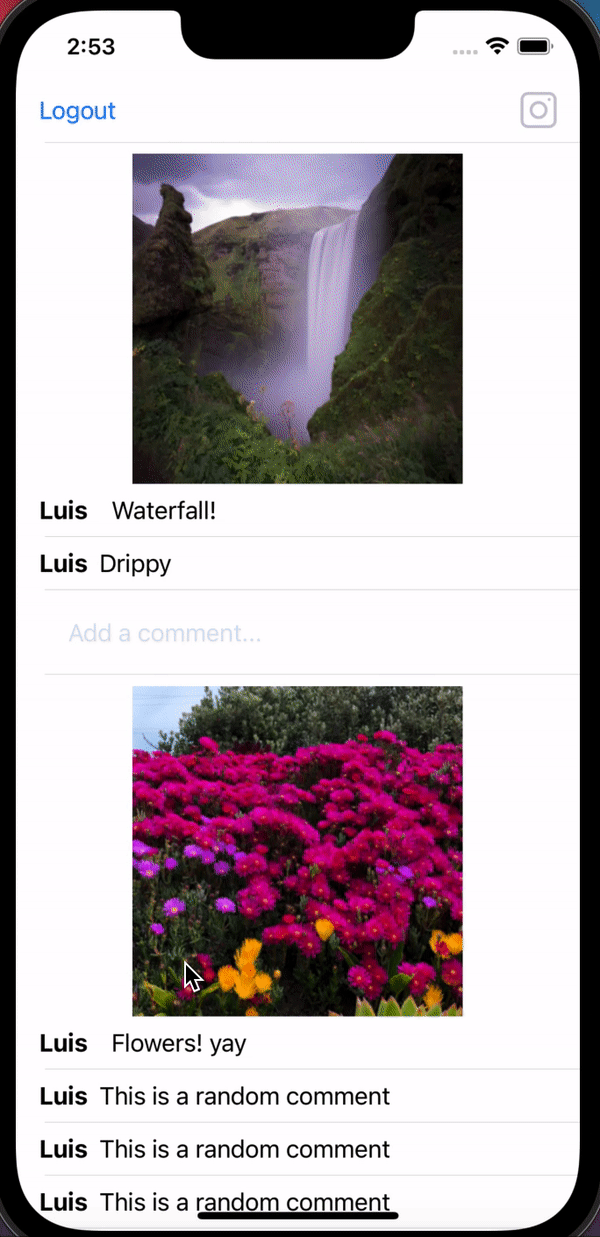 2:53
Logout
Luis Waterfall!
Luis Drippy
Add a comment...
Luis Flowers! yay
Luis This is a random comment
Luis This is a random comment
Luis This is a random comment